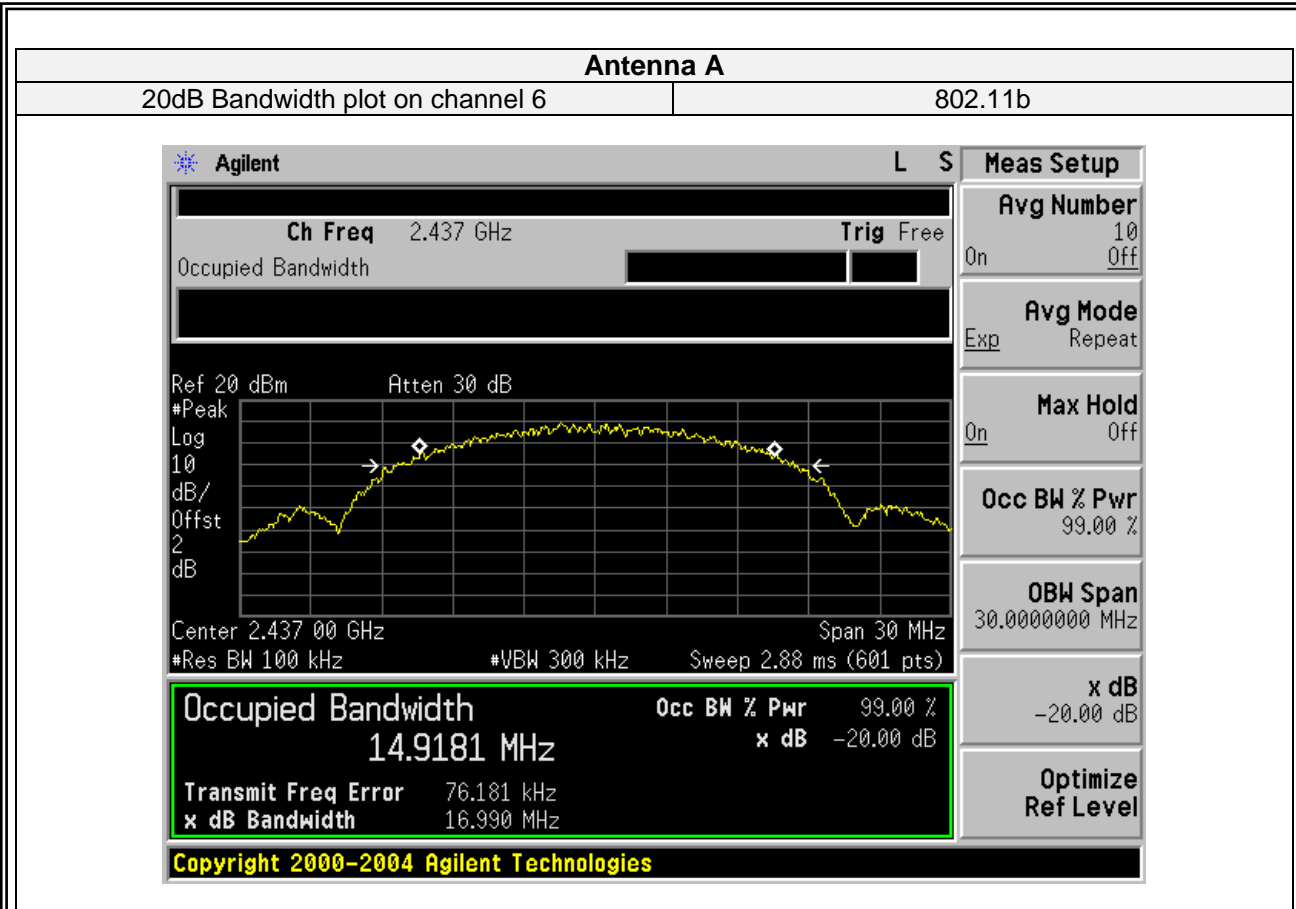 Antenna A
20dB Bandwidth plot on channel 6 802.11b
Agilent L S Meas Setup
Ch Freq 2.437 GHz Trig Free
Occupied Bandwidth
Avg Number
10
On Off
Avg Mode
Exp Repeat
Max Hold
On Off
Occ BW % Pwr
99.00 %
OBW Span
30.0000000 MHz
x dB
-20.00 dB
Optimize
Ref Level
Ref 20 dBm Atten 30 dB
#Peak
Log
10
dB/
Offst
2
dB
Center 2.437 00 GHz Span 30 MHz
#Res BW 100 kHz #VBW 300 kHz Sweep 2.88 ms (601 pts)
Occupied Bandwidth Occ BW % Pwr 99.00 %
14.9181 MHz x dB -20.00 dB
Transmit Freq Error 76.181 kHz
x dB Bandwidth 16.990 MHz
Copyright 2000-2004 Agilent Technologies